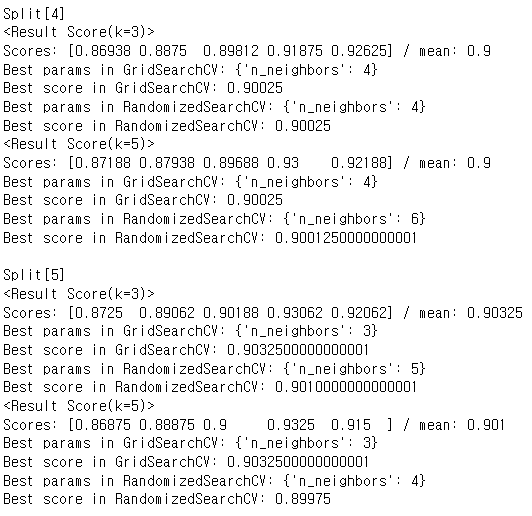 Split[4]
<Result Score(k=3)>
Scores: [0.86938 0.8875  0.89812 0.91875 0.92625] / mean: 0.9
Best params in GridSearchCV: {'n_neighbors': 4}
Best score in GridSearchCV: 0.90025
Best params in RandomizedSearchCV: {'n_neighbors': 4}
Best score in RandomizedSearchCV: 0.90025
<Result Score(k=5)>
Scores: [0.87188 0.87938 0.89688 0.93    0.92188] / mean: 0.9
Best params in GridSearchCV: {'n_neighbors': 4}
Best score in GridSearchCV: 0.90025
Best params in RandomizedSearchCV: {'n_neighbors': 6}
Best score in RandomizedSearchCV: 0.9001250000000001

Split[5]
<Result Score(k=3)>
Scores: [0.8725  0.89062 0.90188 0.93062 0.92062] / mean: 0.90325
Best params in GridSearchCV: {'n_neighbors': 3}
Best score in GridSearchCV: 0.9032500000000001
Best params in RandomizedSearchCV: {'n_neighbors': 5}
Best score in RandomizedSearchCV: 0.9010000000000001
<Result Score(k=5)>
Scores: [0.86875 0.88875 0.9     0.9325  0.915  ] / mean: 0.901
Best params in GridSearchCV: {'n_neighbors': 3}
Best score in GridSearchCV: 0.9032500000000001
Best params in RandomizedSearchCV: {'n_neighbors': 4}
Best score in RandomizedSearchCV: 0.89975